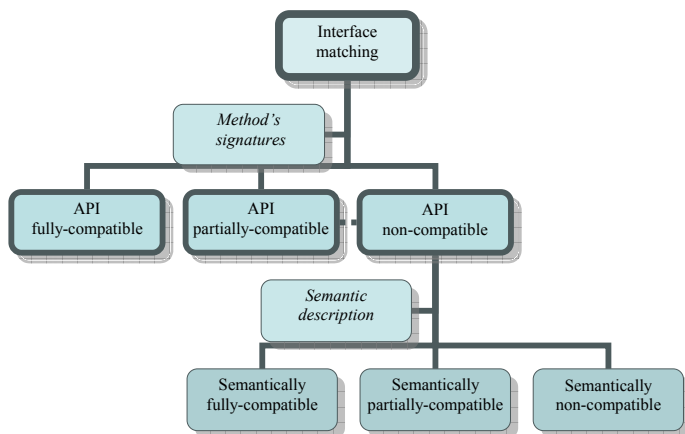 Interface
matching
Method's
signatures
API
fully-compatible
API
partially-compatible
API
non-compatible
Semantic
description
Semantically
fully-compatible
Semantically
partially-compatible
Semantically
non-compatible